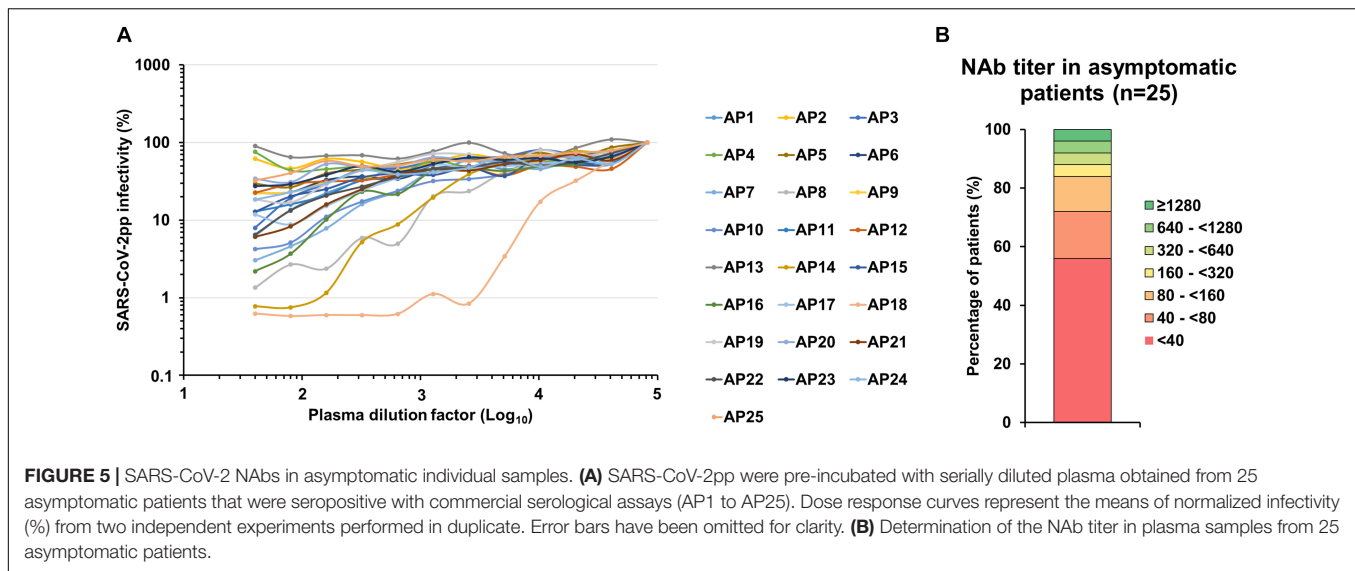 A
1000
100
10
1
0.1
SARS-CoV-2pp infectivity (%)
1
2
3
4
5
Plasma dilution factor (Log10)
AP1 AP2 AP3
AP4 AP5 AP6
AP7 AP8 AP9
AP10 AP11 AP12
AP13 AP14 AP15
AP16 AP17 AP18
AP19 AP20 AP21
AP22 AP23 AP24
AP25
B
NAb titer in asymptomatic
patients (n=25)
100
80
60
40
20
0
Percentage of patients (%)
≥1280
640 - <1280
320 - <640
160 - <320
80 - <160
40 - <80
<40
FIGURE 5 | SARS-CoV-2 NAbs in asymptomatic individual samples. (A) SARS-CoV-2pp were pre-incubated with serially diluted plasma obtained from 25
asymptomatic patients that were seropositive with commercial serological assays (AP1 to AP25). Dose response curves represent the means of normalized infectivity
(%) from two independent experiments performed in duplicate. Error bars have been omitted for clarity. (B) Determination of the NAb titer in plasma samples from 25
asymptomatic patients.